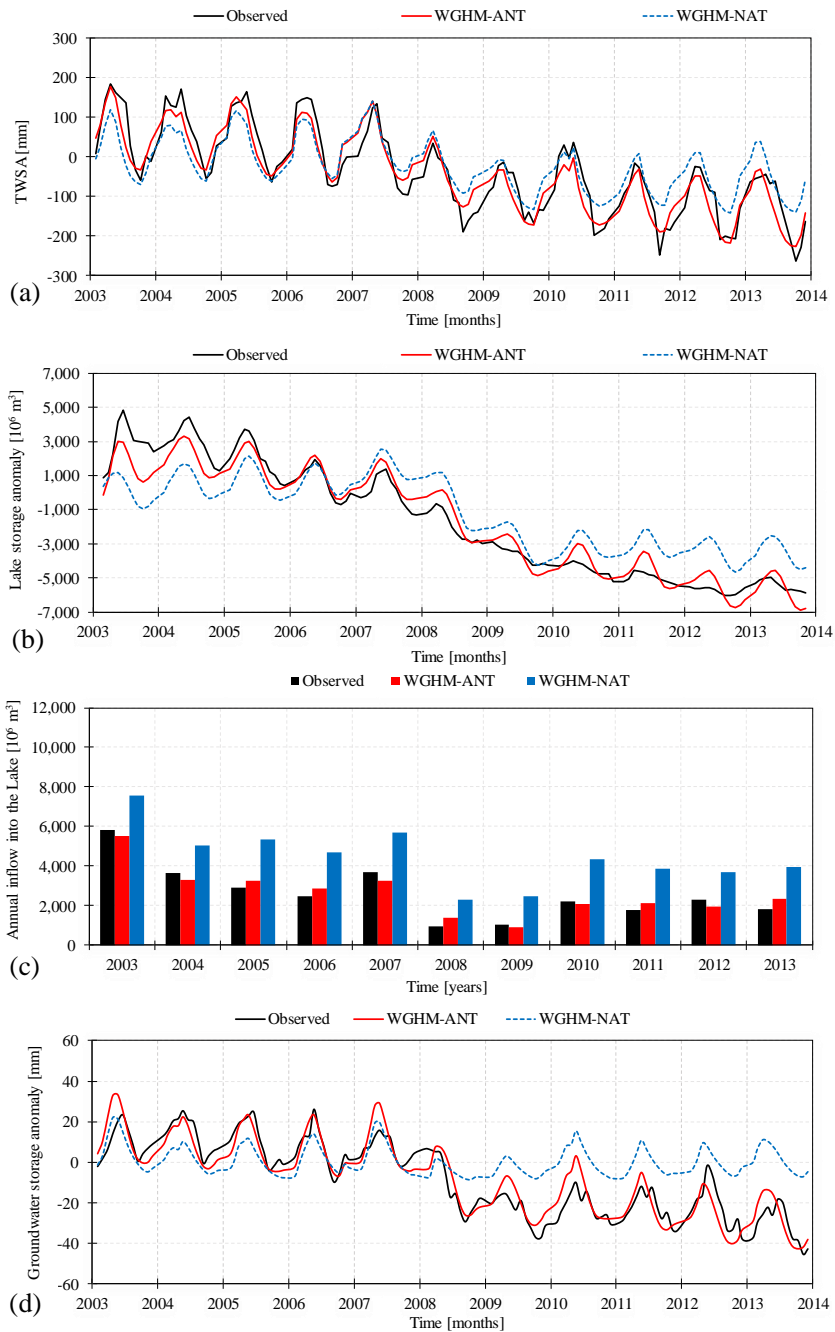 Observed WGHM-ANT WGHM-NAT
300
200
100
0
-100
-200
-300
TWSA [mm]
2003 2004 2005 2006 2007 2008 2009 2010 2011 2012 2013 2014
Time [months]
(a)
Observed WGHM-ANT WGHM-NAT
7,000
5,000
3,000
1,000
-1,000
-3,000
-5,000
-7,000
Lake storage anomaly [10⁶ m³]
2003 2004 2005 2006 2007 2008 2009 2010 2011 2012 2013 2014
Time [months]
(b)
Observed WGHM-ANT WGHM-NAT
12,000
10,000
8,000
6,000
4,000
2,000
0
Annual inflow into the Lake [10⁶ m³]
2003 2004 2005 2006 2007 2008 2009 2010 2011 2012 2013
Time [years]
(c)
Observed WGHM-ANT WGHM-NAT
60
40
20
0
-20
-40
-60
Groundwater storage anomaly [mm]
2003 2004 2005 2006 2007 2008 2009 2010 2011 2012 2013 2014
Time [months]
(d)